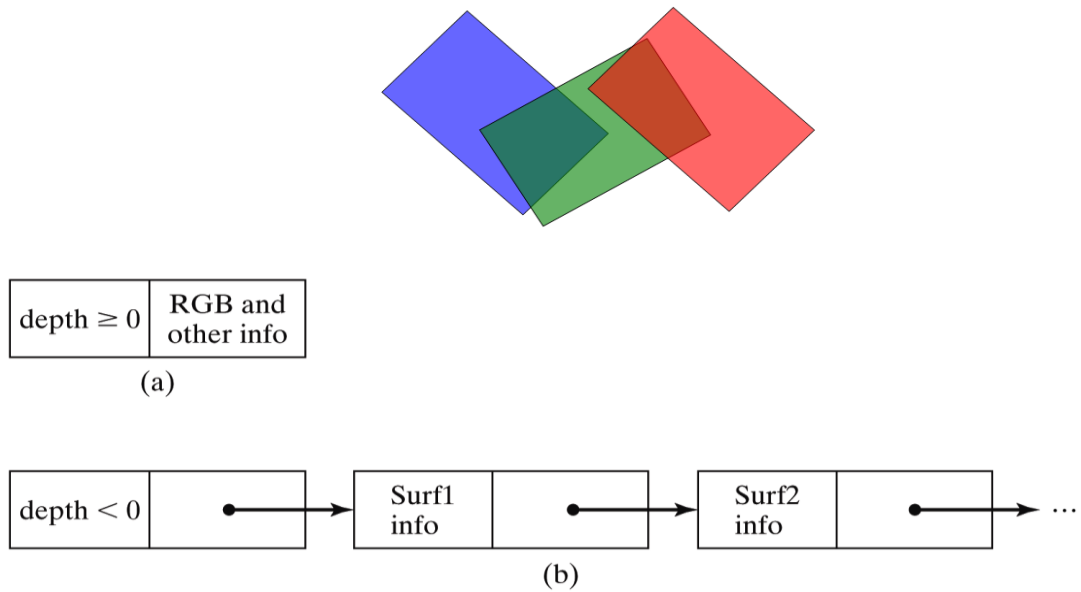 depth ≥ 0
RGB and
other info
(a)
depth < 0
Surf1
info
Surf2
info
...
(b)